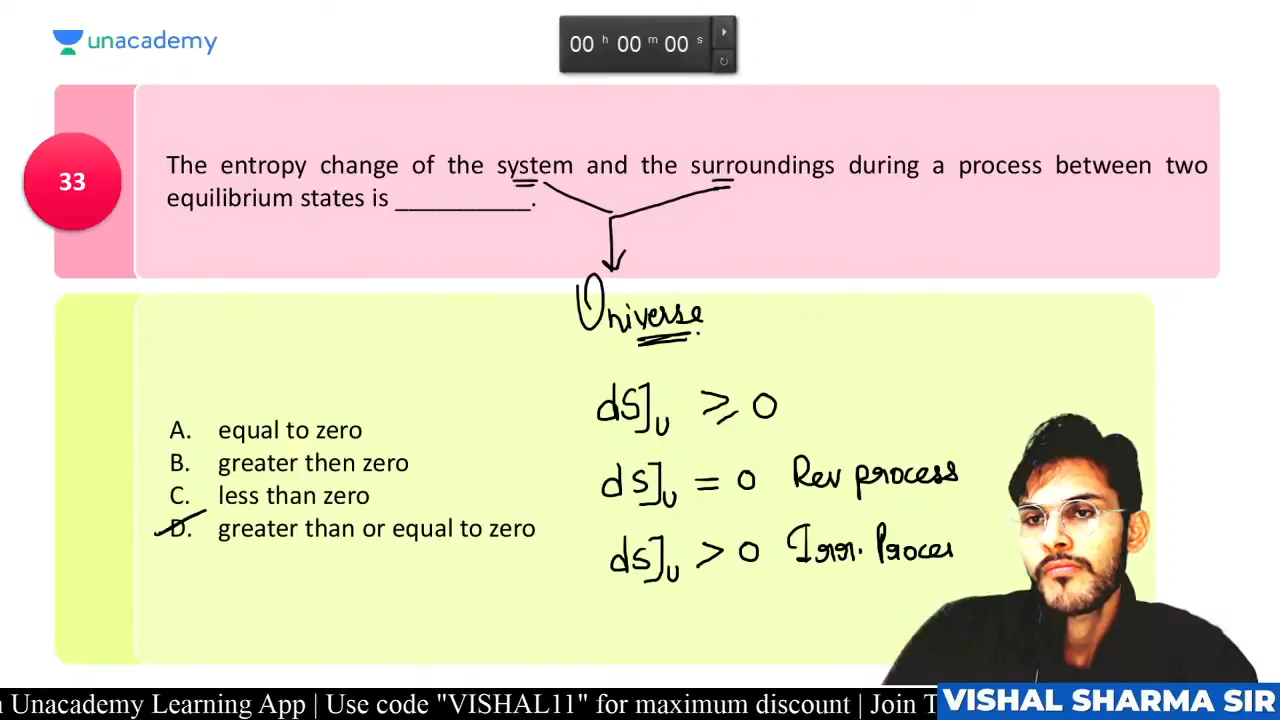 unacademy
00 h 00 m 00 s
33
The entropy change of the system and the surroundings during a process between two
equilibrium states is __________.
Universe
dS]U ≥ 0
A. equal to zero
B. greater then zero
dS]U = 0 Rev process
C. less than zero
D. greater than or equal to zero
dS]U > 0 Irr. Proces
n Unacademy Learning App | Use code "VISHAL11" for maximum discount | Join T
VISHAL SHARMA SIR